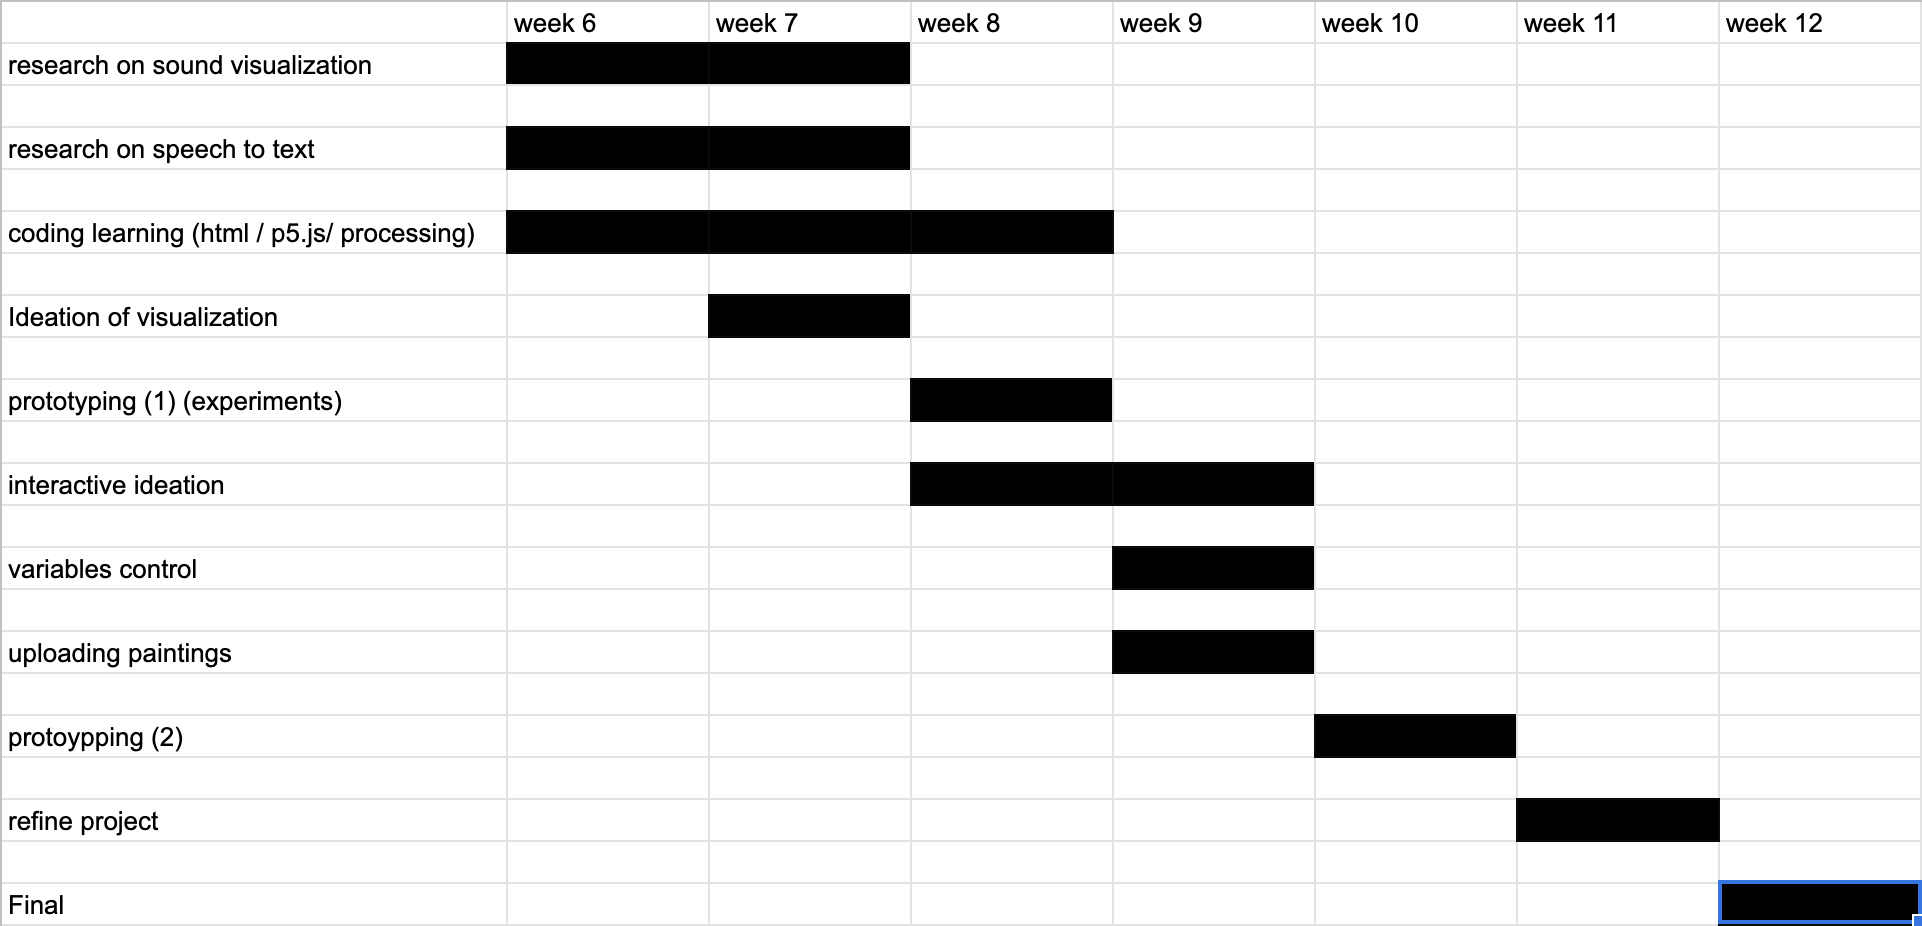 week 6 week 7 week 8 week 9 week 10 week 11 week 12
research on sound visualization
research on speech to text
coding learning (html / p5.js/ processing)
Ideation of visualization
prototyping (1) (experiments)
interactive ideation
variables control
uploading paintings
protoypping (2)
refine project
Final